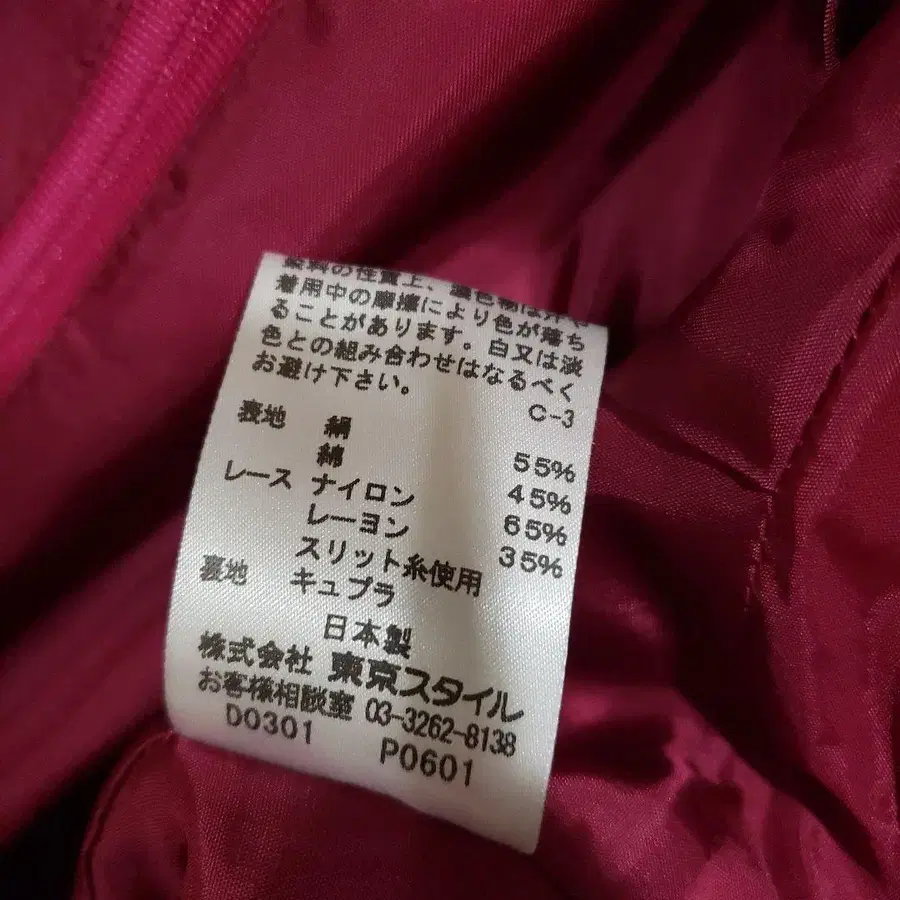 染料の性質上、濃色物は汗や
着用中の摩擦により色が落ち
ることがあります。白又は淡
色との組み合わせはなるべく
お避け下さい。
C-3
表地 絹 55%
綿 45%
レース ナイロン 65%
レーヨン 35%
スリット糸使用
裏地 キュプラ
日本製
株式会社 東京スタイル
お客様相談室 03-3262-8138
D0301 P0601